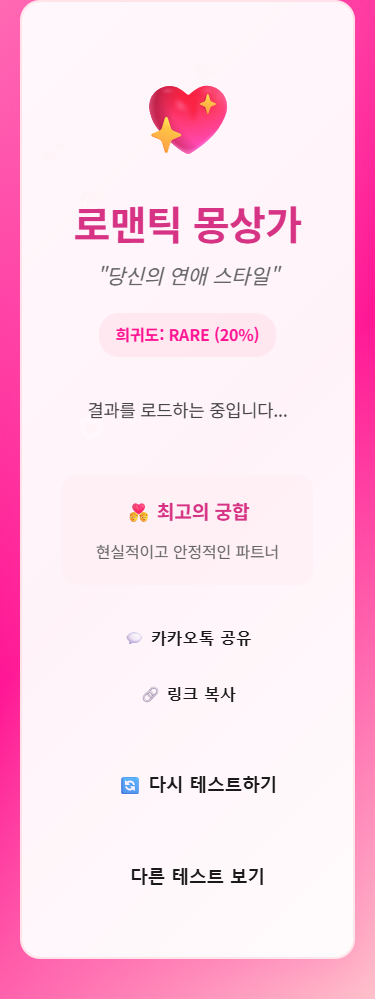 로맨틱 몽상가
"당신의 연애 스타일"
희귀도: RARE (20%)
결과를 로드하는 중입니다...
최고의 궁합
현실적이고 안정적인 파트너
카카오톡 공유
링크 복사
다시 테스트하기
다른 테스트 보기